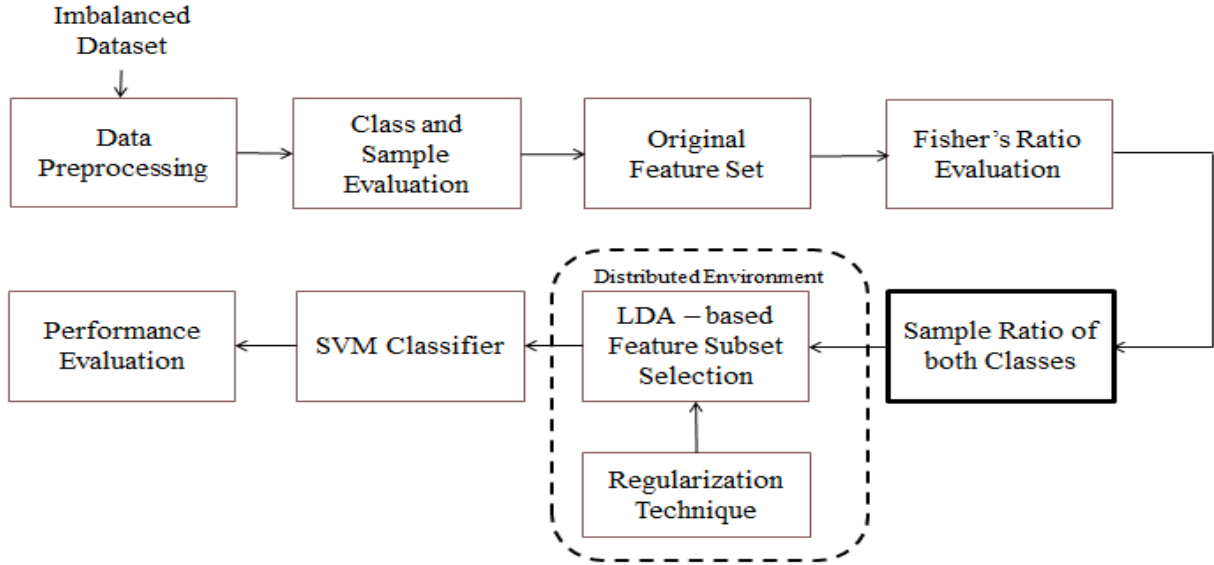 Imbalanced
Dataset
Data
Preprocessing
Class and
Sample
Evaluation
Original
Feature Set
Fisher’s Ratio
Evaluation
Distributed Environment
Performance
Evaluation
SVM Classifier
LDA – based
Feature Subset
Selection
Sample Ratio of
both Classes
Regularization
Technique